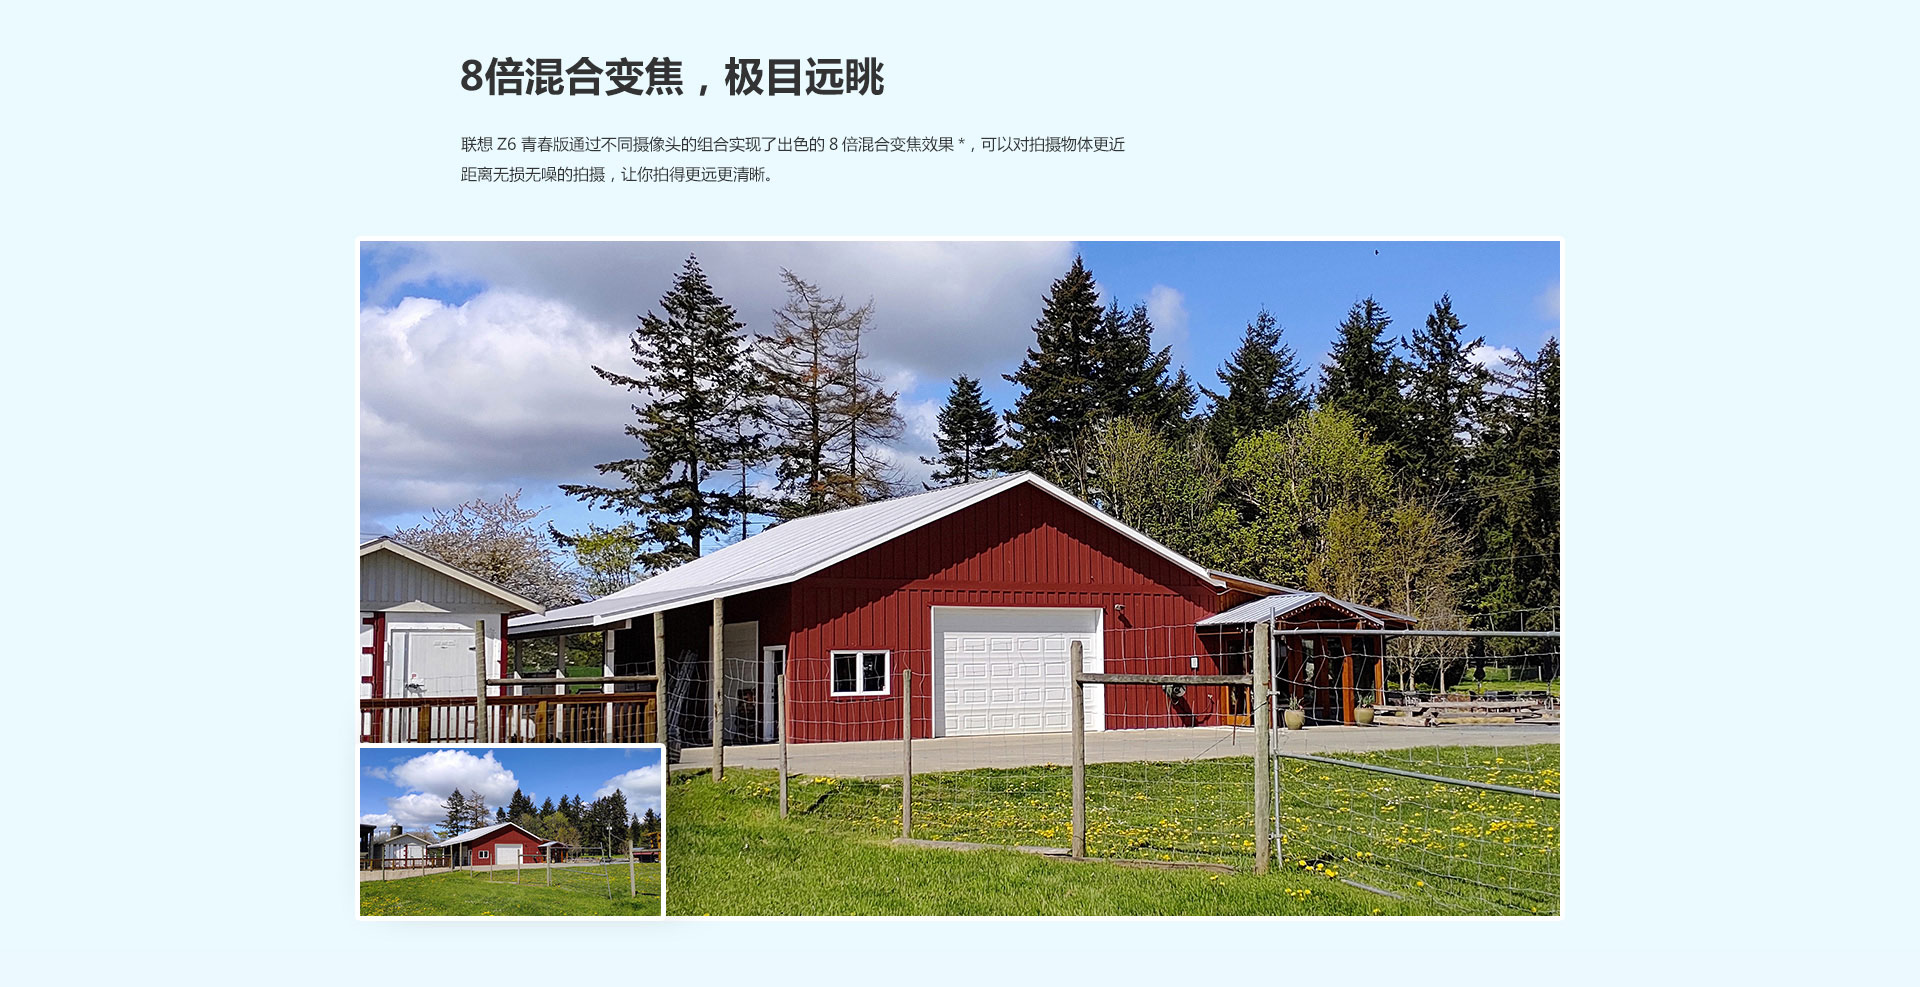 8倍混合变焦，极目远眺
联想 Z6 青春版通过不同摄像头的组合实现了出色的 8 倍混合变焦效果 *，可以对拍摄物体更近
距离无损无噪的拍摄，让你拍得更远更清晰。